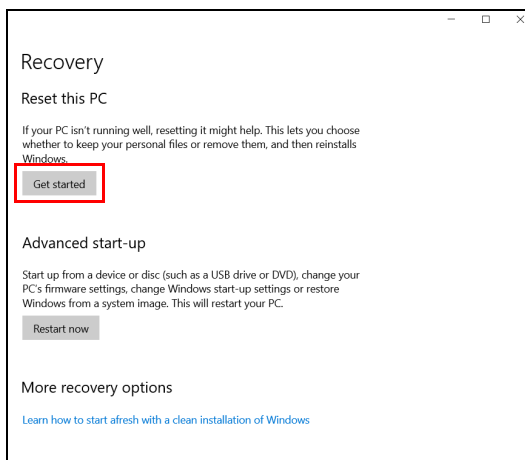 Recovery
Reset this PC
If your PC isn't running well, resetting it might help. This lets you choose
whether to keep your personal files or remove them, and then reinstalls
Windows.
Get started
Advanced start-up
Start up from a device or disc (such as a USB drive or DVD), change your
PC's firmware settings, change Windows start-up settings or restore
Windows from a system image. This will restart your PC.
Restart now
More recovery options
Learn how to start afresh with a clean installation of Windows